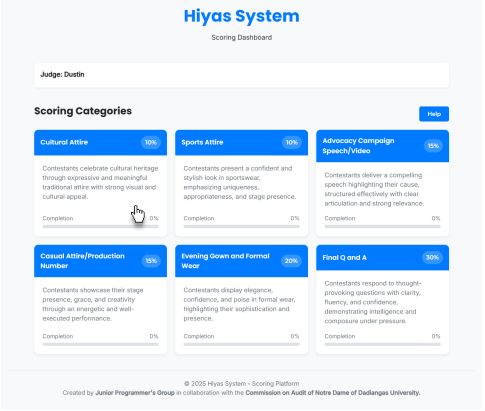 Hiyas System
Scoring Dashboard
Judge: Dustin
Scoring Categories
Help
Cultural Attire
10%
Contestants celebrate cultural heritage
through expressive and meaningful
traditional attire with strong visual and
cultural appeal.
Completion
0%
Sports Attire
10%
Contestants present a confident and
stylish look in sportswear,
emphasizing uniqueness,
appropriateness, and stage presence.
Completion
0%
Advocacy Campaign
Speech/Video
15%
Contestants deliver a compelling
speech highlighting their cause,
structured effectively with clear
articulation and strong relevance.
Completion
0%
Casual Attire/Production
Number
15%
Contestants showcase their stage
presence, grace, and creativity
through an energetic and well-
executed performance.
Completion
0%
Evening Gown and Formal
Wear
20%
Contestants display elegance,
confidence, and poise in formal wear,
highlighting their sophistication and
presence.
Completion
0%
Final Q and A
30%
Contestants respond to thought-
provoking questions with clarity,
fluency, and confidence,
demonstrating intelligence and
composure under pressure.
Completion
0%
© 2025 Hiyas System - Scoring Platform
Created by Junior Programmer's Group in collaboration with the Commission on Audit of Notre Dame of Dadiangas University.